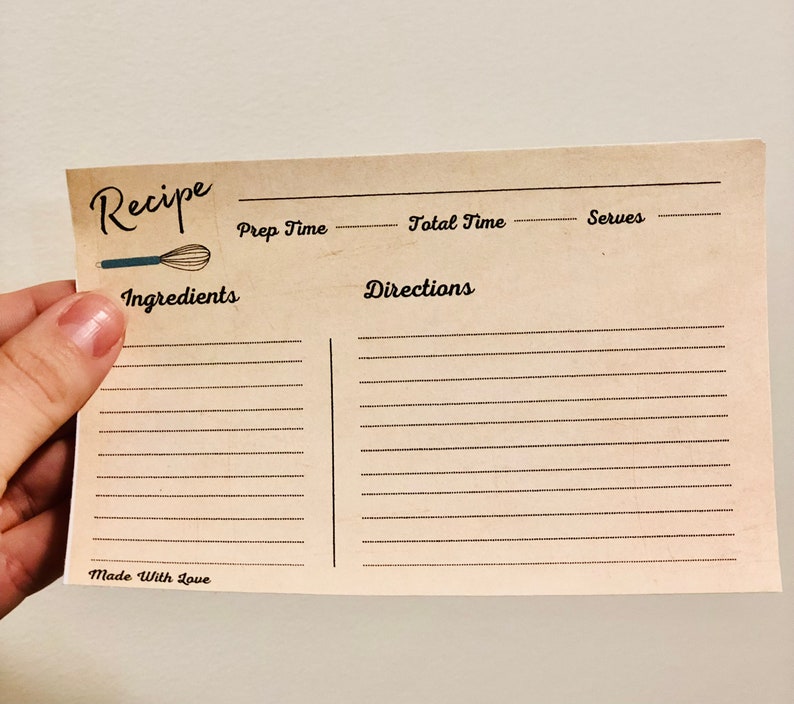 Recipe
Prep Time Total Time Serves
Ingredients Directions
Made With Love